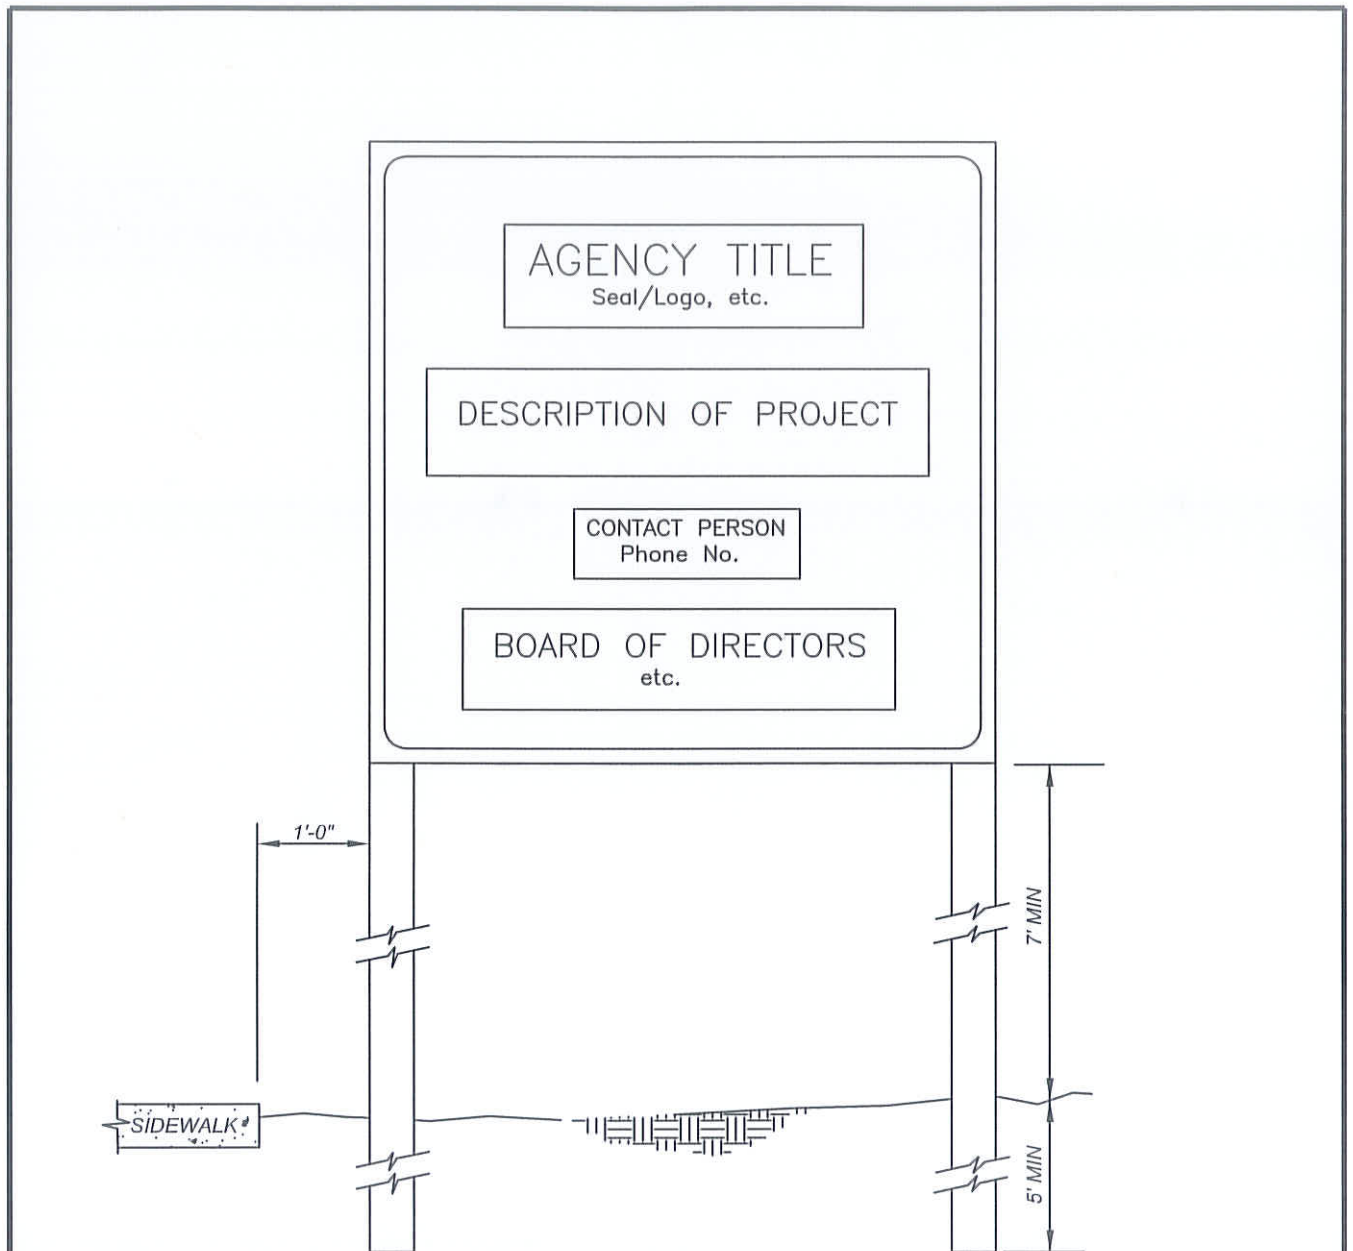 AGENCY TITLE
Seal/Logo, etc.
DESCRIPTION OF PROJECT
CONTACT PERSON
Phone No.
BOARD OF DIRECTORS
etc.
1'-0"
7' MIN
SIDEWALK
5' MIN